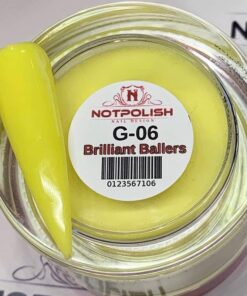 N
NOTPOLISH
NAIL DESIGN
G-06
Brilliant Ballers
0123567106